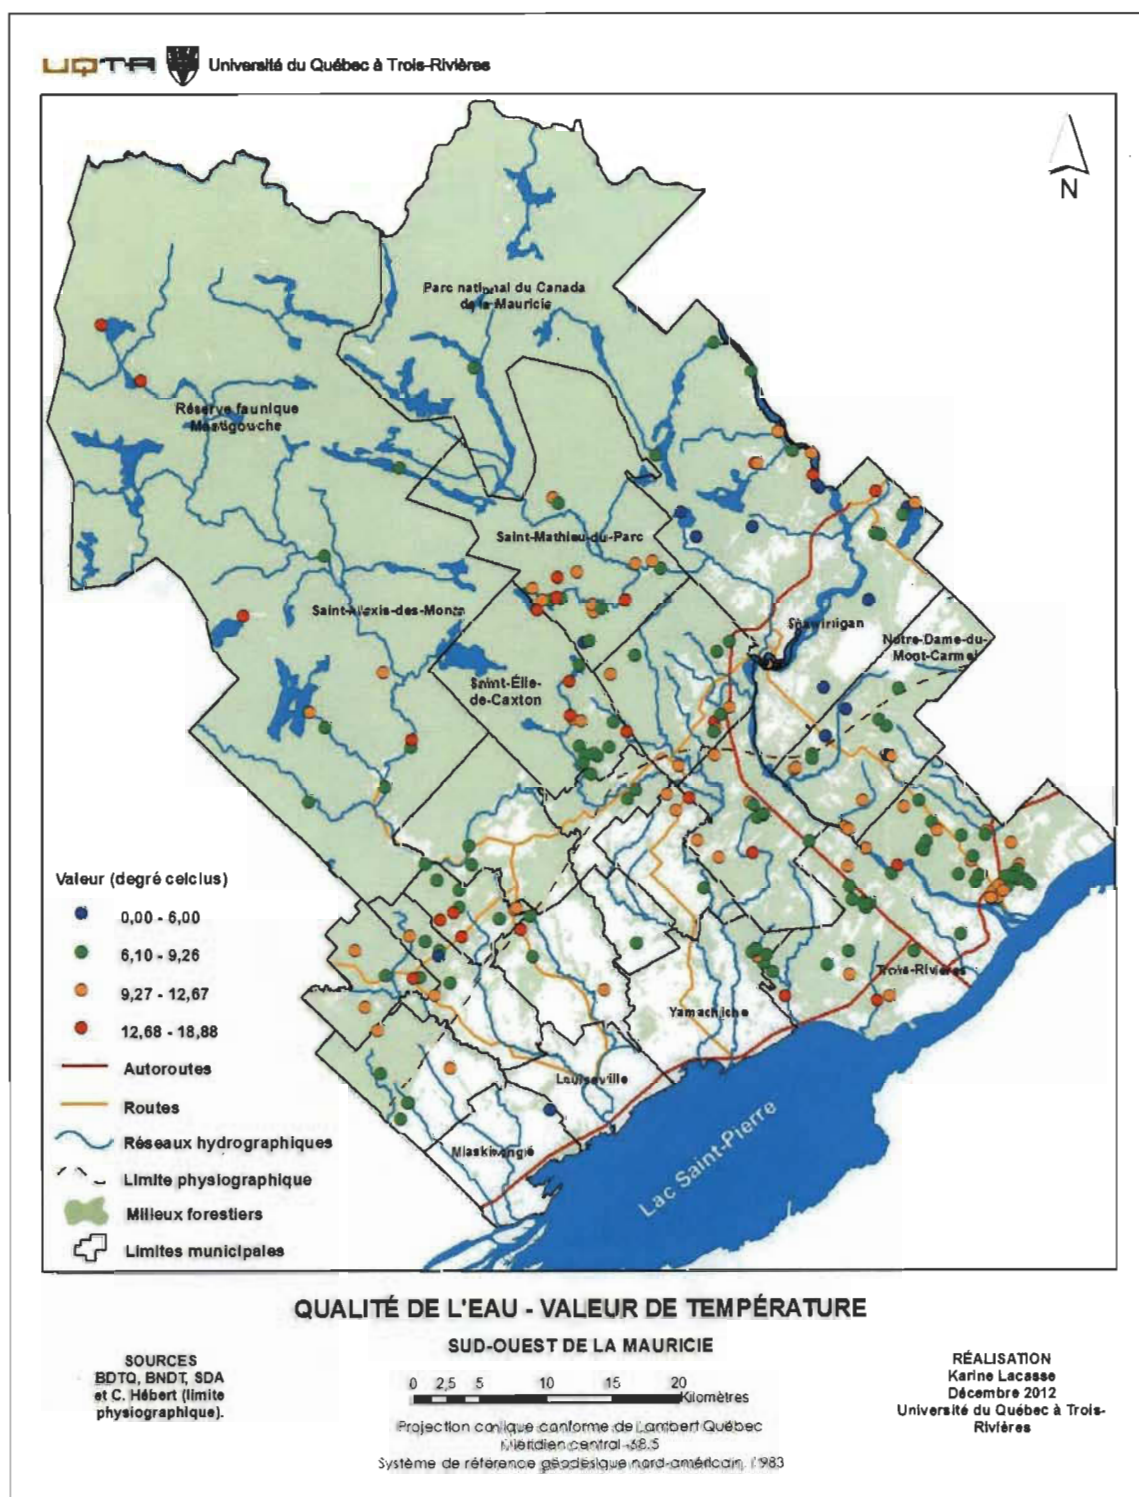 UQTR Université du Québec à Trois-Rivières
N
Parc national du Canada
de la Mauricie
Réserve faunique
Mastigouche
Saint-Mathieu-du-Parc
Saint-Alexis-des-Monts
Shawinigan
Notre-Dame-du-
Mont-Carmel
Saint-Élie-
de-Caxton
Valeur (degré celcius)
0,00 - 6,00
6,10 - 9,26
9,27 - 12,67
12,68 - 18,88
Autoroutes
Routes
Réseaux hydrographiques
Limite physiographique
Milieux forestiers
Limites municipales
Trois-Rivières
Yamachiche
Louiseville
Maskinongé
Lac Saint-Pierre
QUALITÉ DE L'EAU - VALEUR DE TEMPÉRATURE
SUD-OUEST DE LA MAURICIE
SOURCES
BDTQ, BNDT, SDA
et C. Hébert (limite
physiographique).
0 2,5 5 10 15 20
Kilomètres
Projection conique conforme de Lambert Québec
Méridien central -68.5
Système de référence géodésique nord-américain, 1983
RÉALISATION
Karine Lacasse
Décembre 2012
Université du Québec à Trois-
Rivières